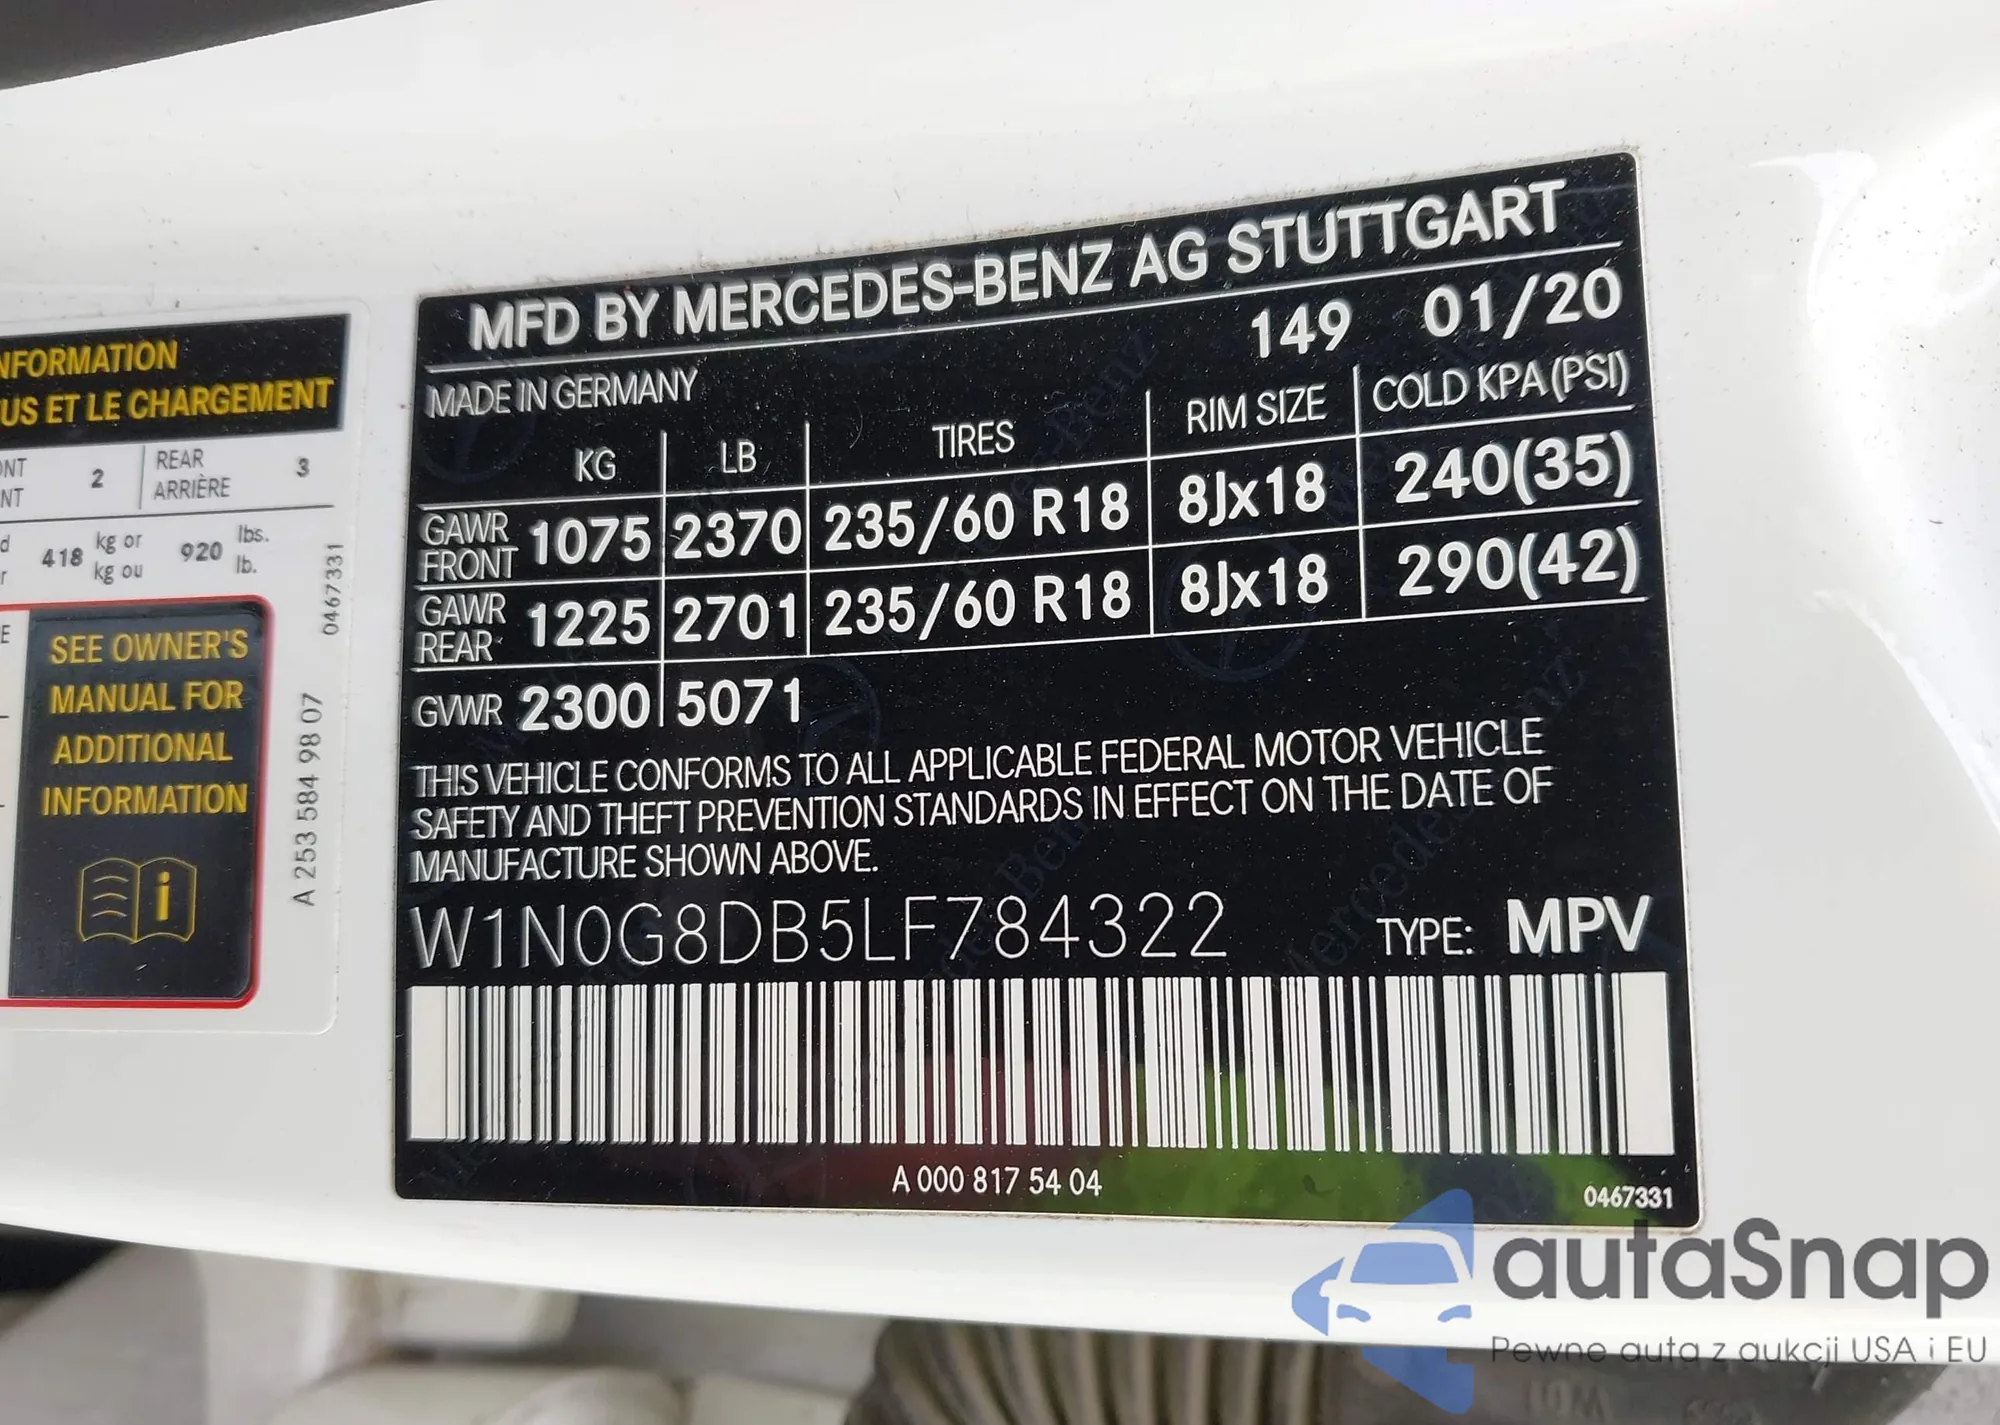 NFORMATION
US ET LE CHARGEMENT
ONT
NT
2
REAR
ARRIÈRE
3
418 kg or
kg ou
920 lbs.
lb.
0467331
SEE OWNER'S
MANUAL FOR
ADDITIONAL
INFORMATION
A 253 584 98 07
MFD BY MERCEDES-BENZ AG STUTTGART
MADE IN GERMANY 149 01/20
KG LB TIRES RIM SIZE COLD KPA (PSI)
GAWR FRONT 1075 2370 235/60 R18 8Jx18 240(35)
GAWR REAR 1225 2701 235/60 R18 8Jx18 290(42)
GVWR 2300 5071
THIS VEHICLE CONFORMS TO ALL APPLICABLE FEDERAL MOTOR VEHICLE
SAFETY AND THEFT PREVENTION STANDARDS IN EFFECT ON THE DATE OF
MANUFACTURE SHOWN ABOVE.
W1N0G8DB5LF784322 TYPE: MPV
A 000 817 54 04
0467331
autaSnap
Pewne auta z aukcji USA i EU